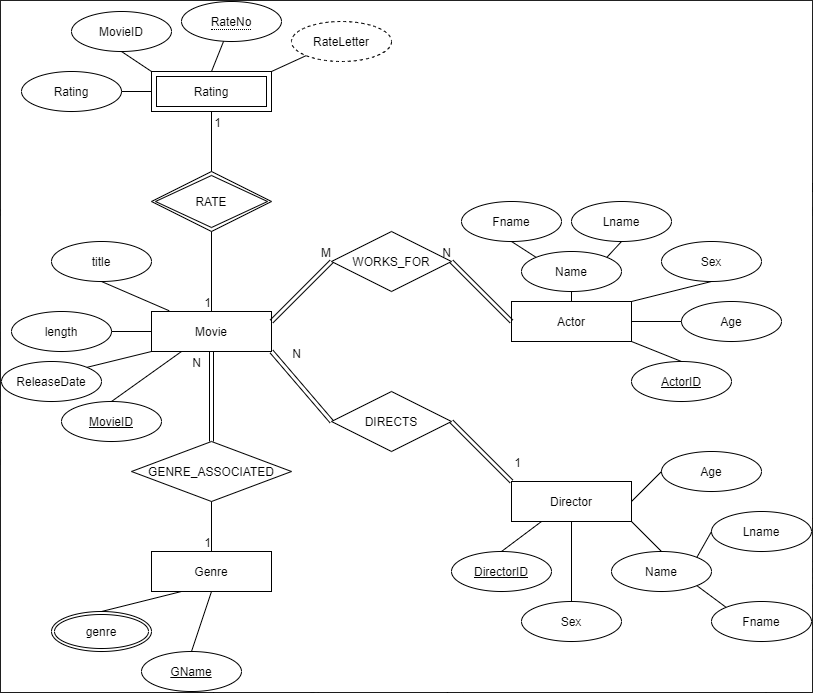 RateNo
MovieID
RateLetter
Rating
Rating
1
RATE
1
Fname
Lname
M
N
WORKS_FOR
Name
Sex
title
length
Movie
Actor
Age
N
N
ReleaseDate
ActorID
MovieID
DIRECTS
GENRE_ASSOCIATED
1
Age
Director
Lname
1
Genre
DirectorID
Name
Sex
Fname
genre
GName